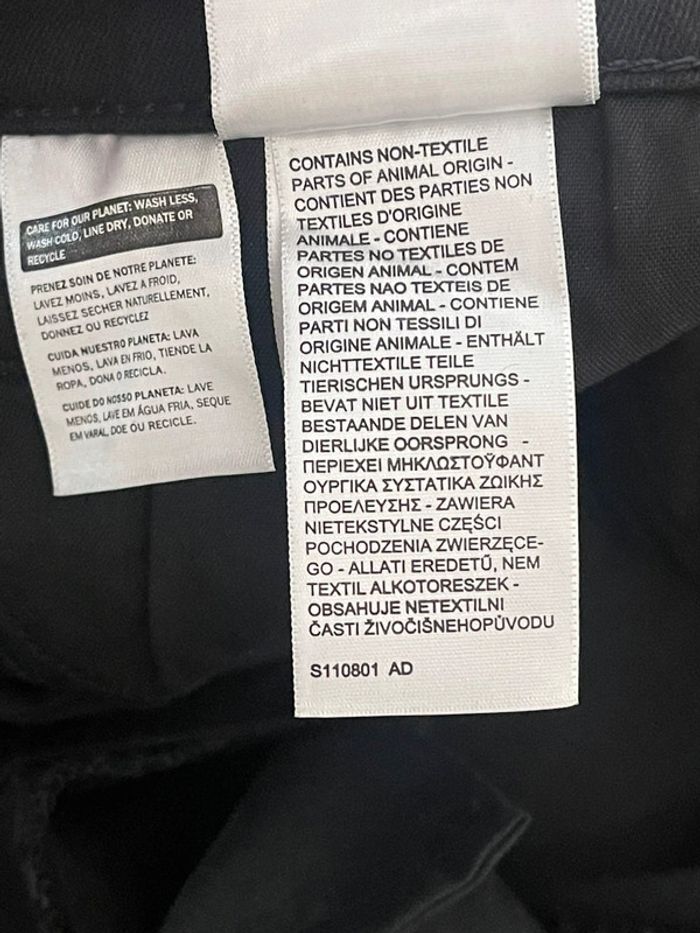 CARE FOR OUR PLANET: WASH LESS,
WASH COLD, LINE DRY, DONATE OR
RECYCLE
PRENEZ SOIN DE NOTRE PLANETE:
LAVEZ MOINS, LAVEZ A FROID,
LAISSEZ SECHER NATURELLEMENT,
DONNEZ OU RECYCLEZ
CUIDA NUESTRO PLANETA: LAVA
MENOS, LAVA EN FRIO, TIENDE LA
ROPA, DONA O RECICLA.
CUIDE DO NOSSO PLANETA: LAVE
MENOS, LAVE EM ÁGUA FRIA, SEQUE
EM VARAL, DOE OU RECICLE.
CONTAINS NON-TEXTILE
PARTS OF ANIMAL ORIGIN -
CONTIENT DES PARTIES NON
TEXTILES D'ORIGINE
ANIMALE - CONTIENE
PARTES NO TEXTILES DE
ORIGEN ANIMAL - CONTEM
PARTES NAO TEXTEIS DE
ORIGEM ANIMAL - CONTIENE
PARTI NON TESSILI DI
ORIGINE ANIMALE - ENTHÄLT
NICHTTEXTILE TEILE
TIERISCHEN URSPRUNGS -
BEVAT NIET UIT TEXTILE
BESTAANDE DELEN VAN
DIERLIJKE OORSPRONG -
ΠΕΡΙΕΧΕΙ ΜΗΚΛΩΣΤΟΫΦΑΝΤ
ΟΥΡΓΙΚΑ ΣΥΣΤΑΤΙΚΑ ΖΩΙΚΗΣ
ΠΡΟΕΛΕΥΣΗΣ - ZAWIERA
NIETEKSTYLNE CZĘŚCI
POCHODZENIA ZWIERZĘCE-
GO - ALLATI EREDETŰ, NEM
TEXTIL ALKOTORESZEK -
OBSAHUJE NETEXTILNI
ČASTI ŽIVOČIŠNEHOPŮVODU
S110801 AD